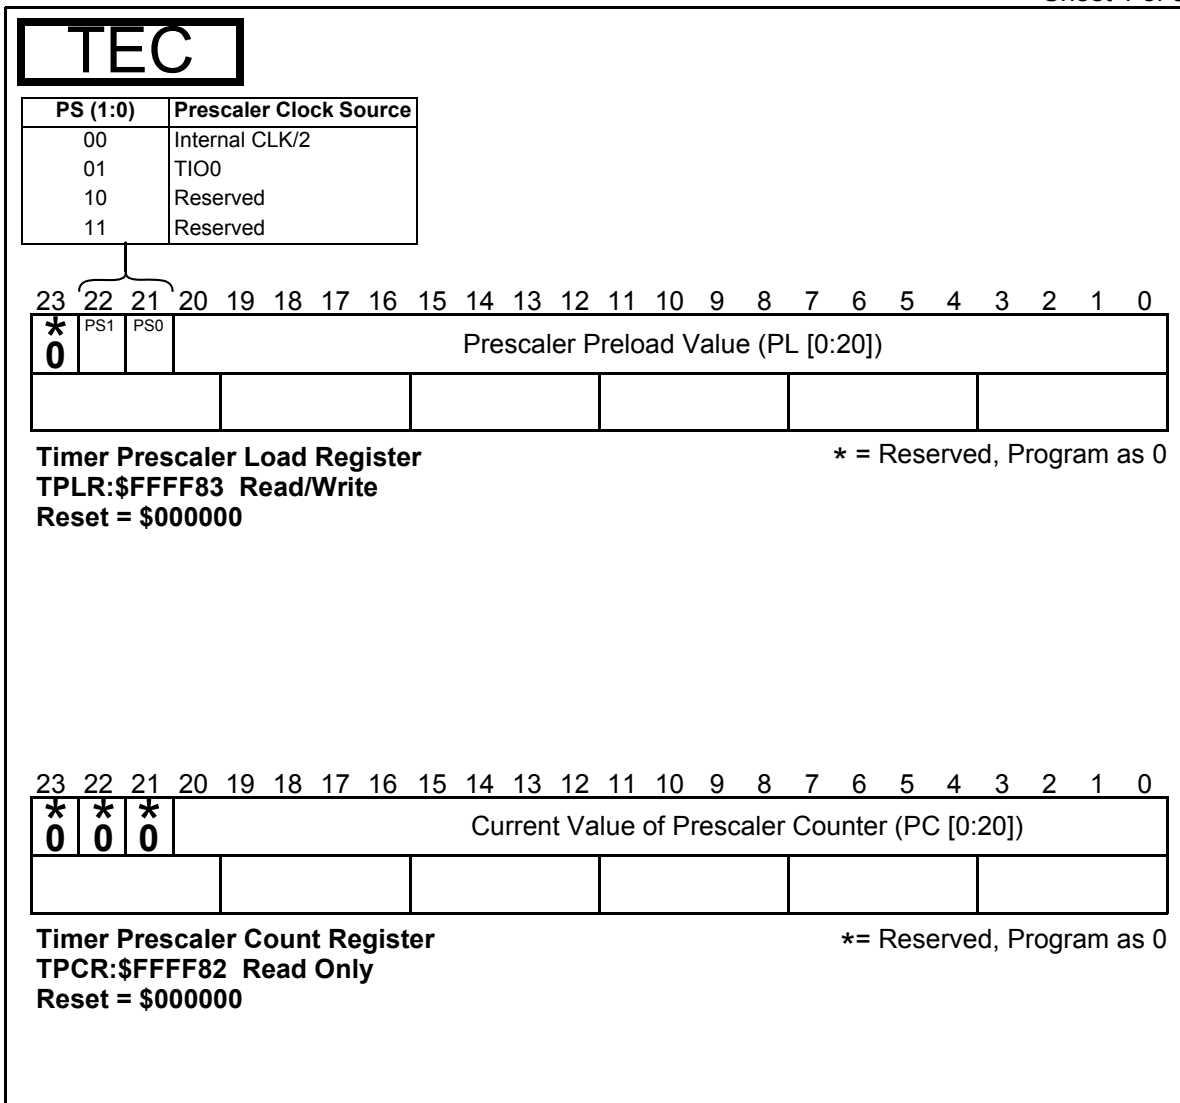 TEC
PS (1:0) Prescaler Clock Source
00 Internal CLK/2
01 TIO0
10 Reserved
11 Reserved
23 22 21 20 19 18 17 16 15 14 13 12 11 10 9 8 7 6 5 4 3 2 1 0
* PS1 PS0 Prescaler Preload Value (PL [0:20])
0
Timer Prescaler Load Register * = Reserved, Program as 0
TPLR:$FFFF83 Read/Write
Reset = $000000
23 22 21 20 19 18 17 16 15 14 13 12 11 10 9 8 7 6 5 4 3 2 1 0
* * * Current Value of Prescaler Counter (PC [0:20])
0 0 0
Timer Prescaler Count Register *= Reserved, Program as 0
TPCR:$FFFF82 Read Only
Reset = $000000